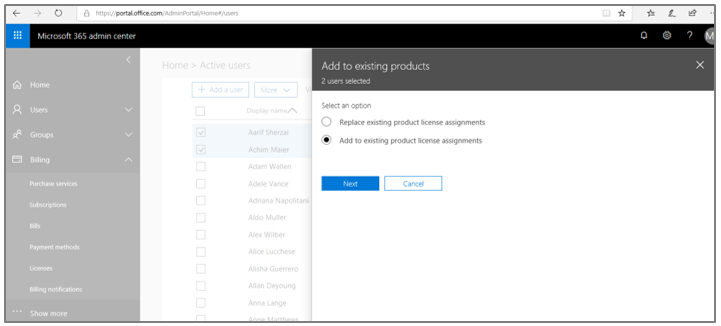 https://portal.office.com/AdminPortal/Home#/users
Microsoft 365 admin center
M
Home > Active users
+ Add a user
More
Display name
Home
Users
Groups
Billing
Purchase services
Subscriptions
Bills
Payment methods
Licenses
Billing notifications
Show more
Aarif Sherzai
Achim Maier
Adam Wallen
Adele Vance
Adriana Napolitani
Aldo Muller
Alex Wilber
Alice Lucchese
Alisha Guerrero
Allan Deyoung
Anna Lange
Anne Matthews
Add to existing products
2 users selected
Select an option
Replace existing product license assignments
Add to existing product license assignments
Next
Cancel